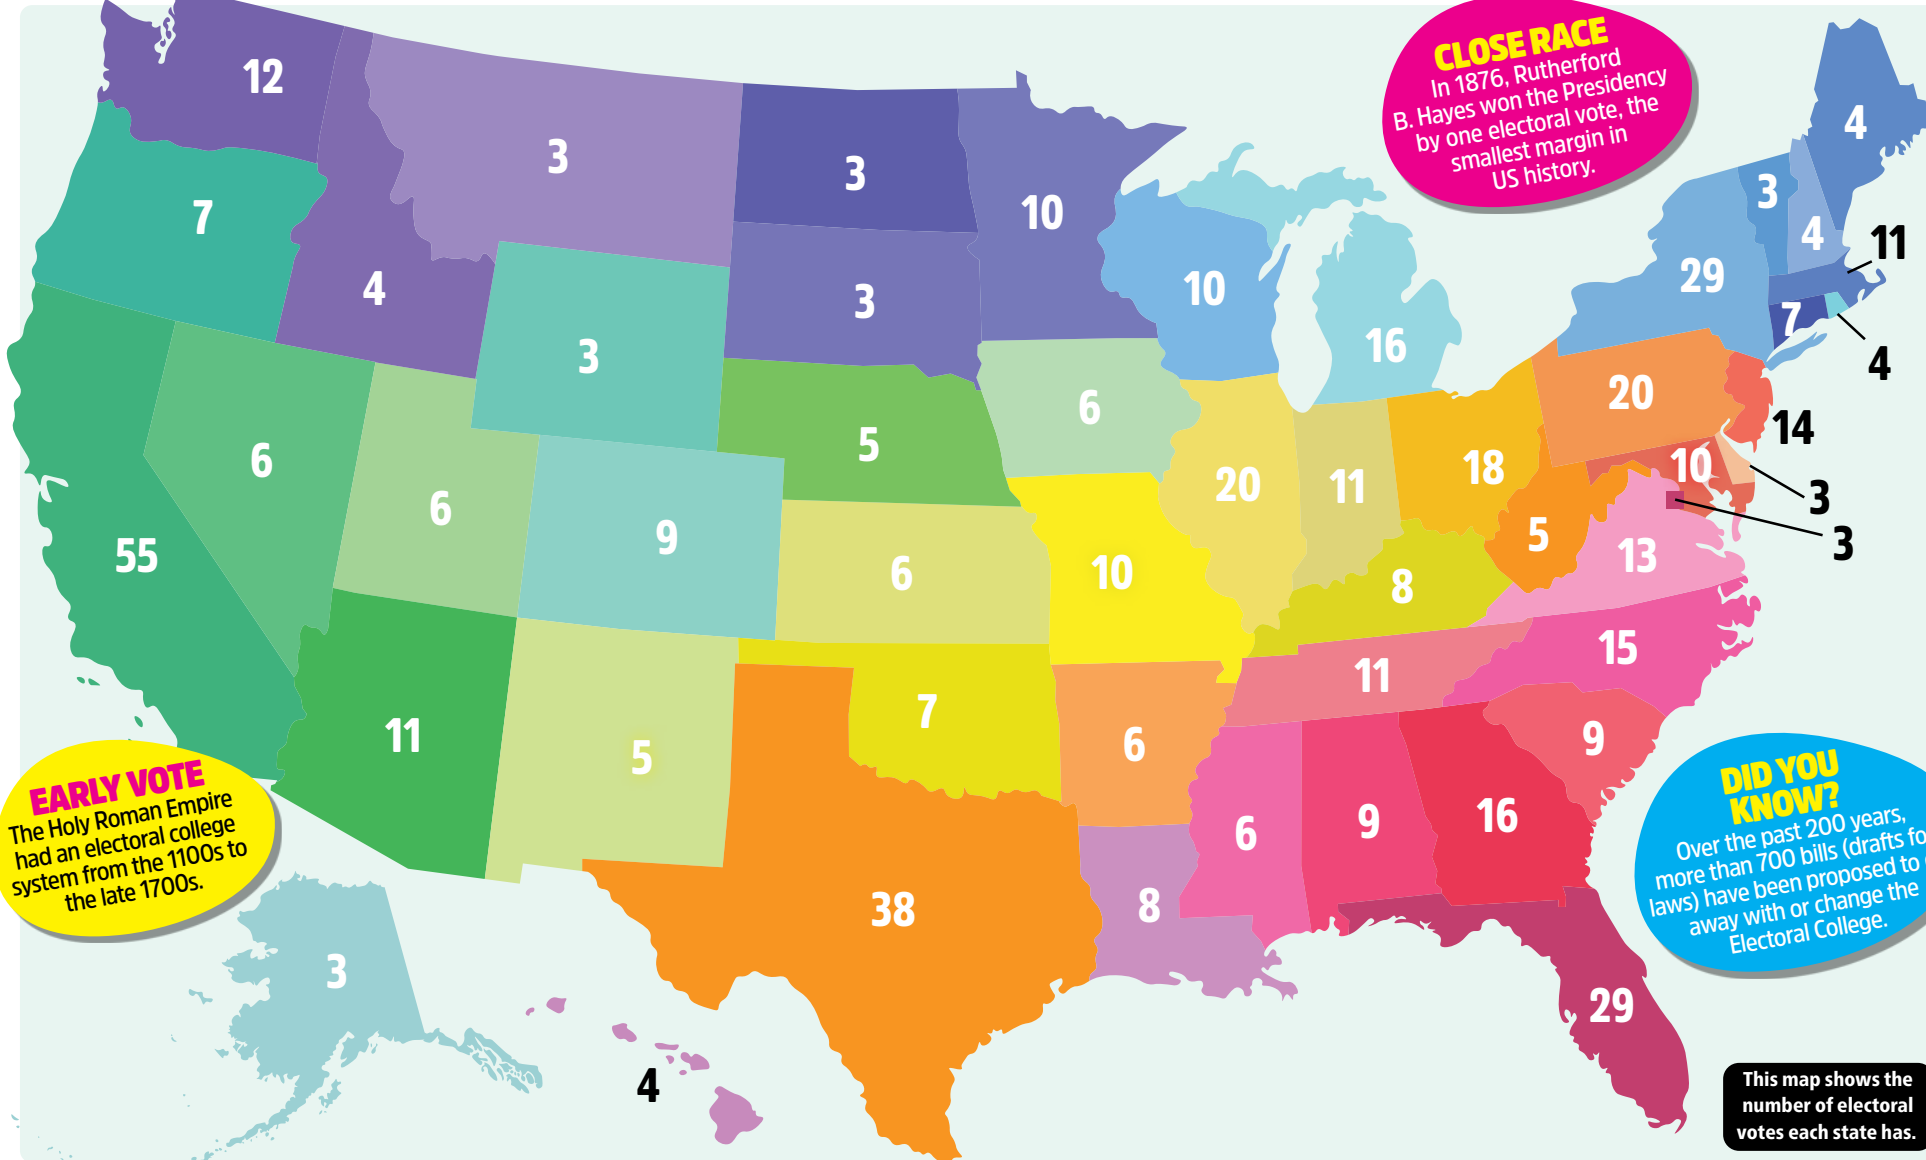 CLOSE RACE
In 1876, Rutherford
B. Hayes won the Presidency
by one electoral vote, the
smallest margin in
US history.
12
3
3
10
4
7
3
4
11
4
3
3
10
16
29
7
4
6
6
6
9
5
6
20
11
18
20
14
10
3
3
55
6
10
8
5
13
11
5
7
6
11
15
9
EARLY VOTE
The Holy Roman Empire
had an electoral college
system from the 1100s to
the late 1700s.
38
8
6
9
16
29
3
4
DID YOU
KNOW?
Over the past 200 years,
more than 700 bills (drafts fo
laws) have been proposed to
away with or change the
Electoral College.
This map shows the
number of electoral
votes each state has.